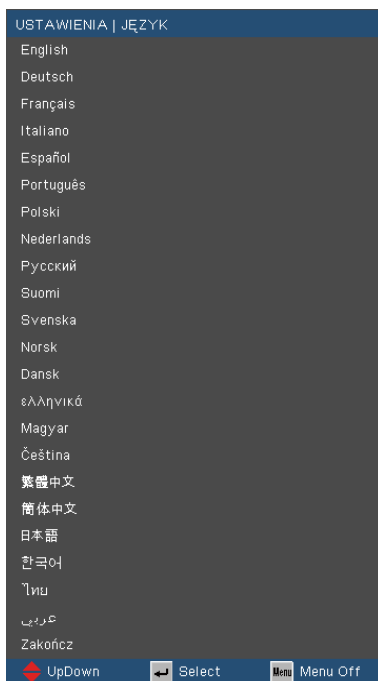 USTAWIENIA | JĘZYK
English
Deutsch
Français
Italiano
Español
Português
Polski
Nederlands
Русский
Suomi
Svenska
Norsk
Dansk
ελληνικά
Magyar
Čeština
繁體中文
简体中文
日本語
한국어
ไทย
عربي
Zakończ
UpDown Select Menu Menu Off